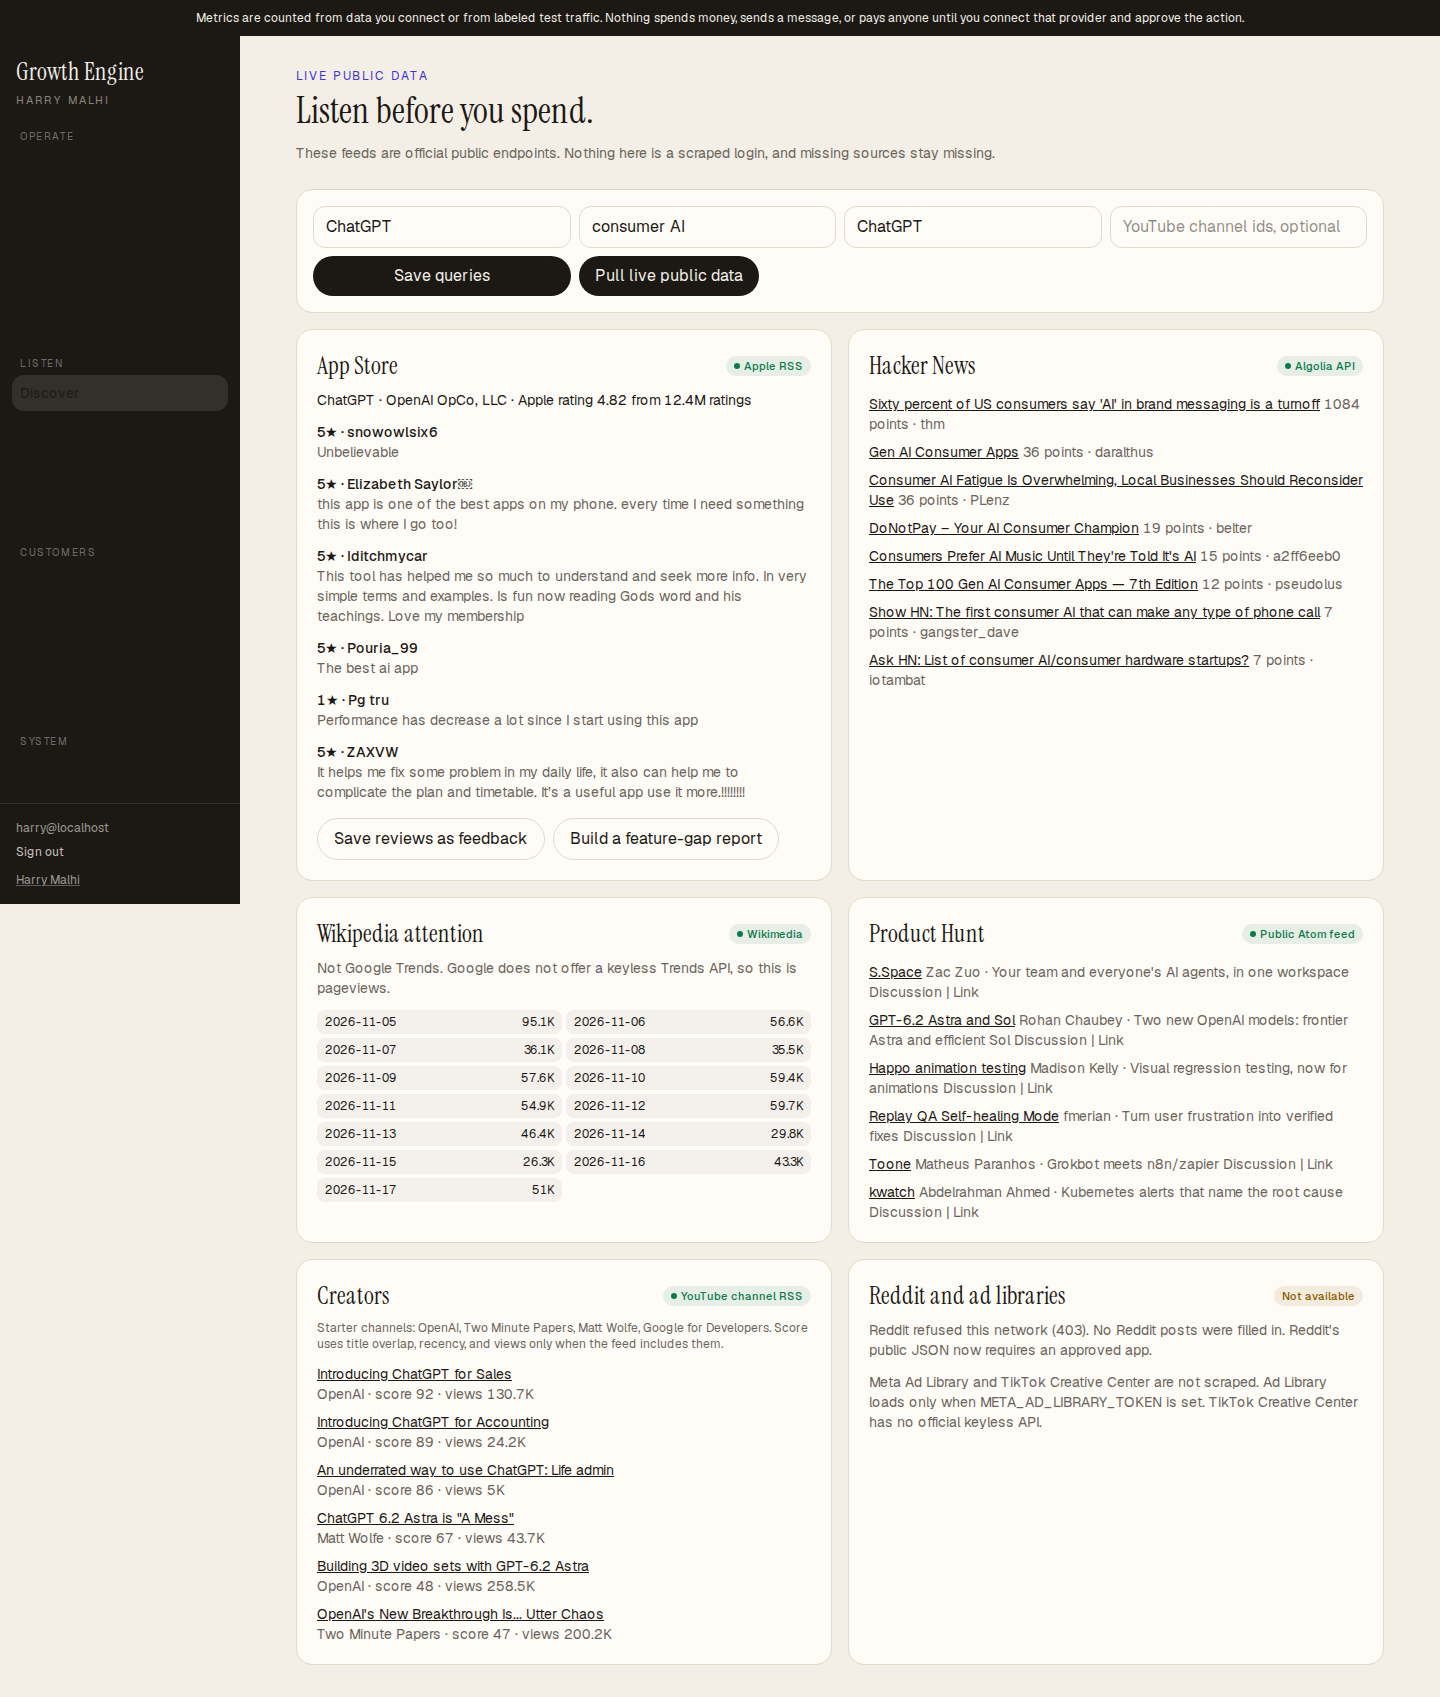 Metrics are counted from data you connect or from labeled test traffic. Nothing spends money, sends a message, or pays anyone until you connect that provider and approve the action.
Growth Engine
HARRY MALHI
OPERATE
LISTEN
Discover
CUSTOMERS
SYSTEM
harry@localhost
Sign out
Harry Malhi
LIVE PUBLIC DATA
Listen before you spend.
These feeds are official public endpoints. Nothing here is a scraped login, and missing sources stay missing.
ChatGPT
consumer AI
ChatGPT
YouTube channel ids, optional
Save queries
Pull live public data
App Store
Apple RSS
ChatGPT · OpenAI OpCo, LLC · Apple rating 4.82 from 12.4M ratings
5★ · snowowlsix6
Unbelievable
5★ · Elizabeth Saylor￼
this app is one of the best apps on my phone. every time I need something
this is where I go too!
5★ · Iditchmycar
This tool has helped me so much to understand and seek more info. In very
simple terms and examples. Is fun now reading Gods word and his
teachings. Love my membership
5★ · Pouria_99
The best ai app
1★ · Pg tru
Performance has decrease a lot since I start using this app
5★ · ZAXVW
It helps me fix some problem in my daily life, it also can help me to
complicate the plan and timetable. It's a useful app use it more.!!!!!!!!
Save reviews as feedback
Build a feature-gap report
Hacker News
Algolia API
Sixty percent of US consumers say 'AI' in brand messaging is a turnoff 1084
points · thm
Gen AI Consumer Apps 36 points · daralthus
Consumer AI Fatigue Is Overwhelming, Local Businesses Should Reconsider
Use 36 points · PLenz
DoNotPay – Your AI Consumer Champion 19 points · belter
Consumers Prefer AI Music Until They're Told It's AI 15 points · a2ff6eeb0
The Top 100 Gen AI Consumer Apps — 7th Edition 12 points · pseudolus
Show HN: The first consumer AI that can make any type of phone call 7
points · gangster_dave
Ask HN: List of consumer AI/consumer hardware startups? 7 points ·
iotambat
Wikipedia attention
Wikimedia
Not Google Trends. Google does not offer a keyless Trends API, so this is
pageviews.
2026-11-05 95.1K
2026-11-06 56.6K
2026-11-07 36.1K
2026-11-08 35.5K
2026-11-09 57.6K
2026-11-10 59.4K
2026-11-11 54.9K
2026-11-12 59.7K
2026-11-13 46.4K
2026-11-14 29.8K
2026-11-15 26.3K
2026-11-16 43.3K
2026-11-17 51K
Product Hunt
Public Atom feed
S.Space Zac Zuo · Your team and everyone's AI agents, in one workspace
Discussion | Link
GPT-6.2 Astra and Sol Rohan Chaubey · Two new OpenAI models: frontier
Astra and efficient Sol Discussion | Link
Happo animation testing Madison Kelly · Visual regression testing, now for
animations Discussion | Link
Replay QA Self-healing Mode fmerian · Turn user frustration into verified
fixes Discussion | Link
Toone Matheus Paranhos · Grokbot meets n8n/zapier Discussion | Link
kwatch Abdelrahman Ahmed · Kubernetes alerts that name the root cause
Discussion | Link
Creators
YouTube channel RSS
Starter channels: OpenAI, Two Minute Papers, Matt Wolfe, Google for Developers. Score
uses title overlap, recency, and views only when the feed includes them.
Introducing ChatGPT for Sales
OpenAI · score 92 · views 130.7K
Introducing ChatGPT for Accounting
OpenAI · score 89 · views 24.2K
An underrated way to use ChatGPT: Life admin
OpenAI · score 86 · views 5K
ChatGPT 6.2 Astra is "A Mess"
Matt Wolfe · score 67 · views 43.7K
Building 3D video sets with GPT-6.2 Astra
OpenAI · score 48 · views 258.5K
OpenAI's New Breakthrough Is... Utter Chaos
Two Minute Papers · score 47 · views 200.2K
Reddit and ad libraries
Not available
Reddit refused this network (403). No Reddit posts were filled in. Reddit's
public JSON now requires an approved app.
Meta Ad Library and TikTok Creative Center are not scraped. Ad Library
loads only when META_AD_LIBRARY_TOKEN is set. TikTok Creative Center
has no official keyless API.